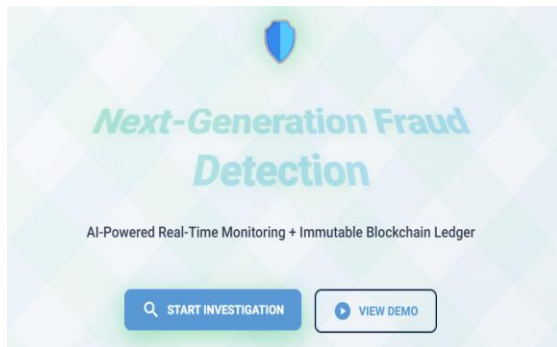 Next-Generation Fraud
Detection
AI-Powered Real-Time Monitoring + Immutable Blockchain Ledger
START INVESTIGATION
VIEW DEMO